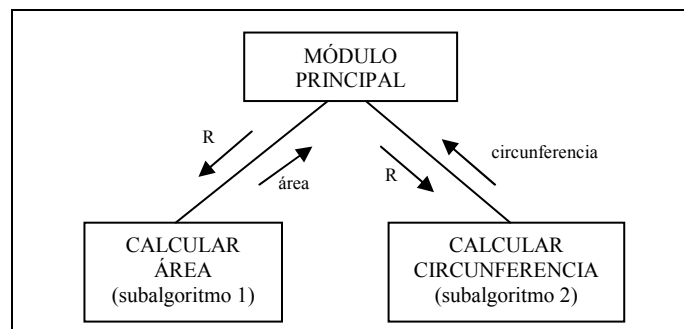 MÓDULO
PRINCIPAL
R
área
R
circunferencia
CALCULAR
ÁREA
(subalgoritmo 1)
CALCULAR
CIRCUNFERENCIA
(subalgoritmo 2)